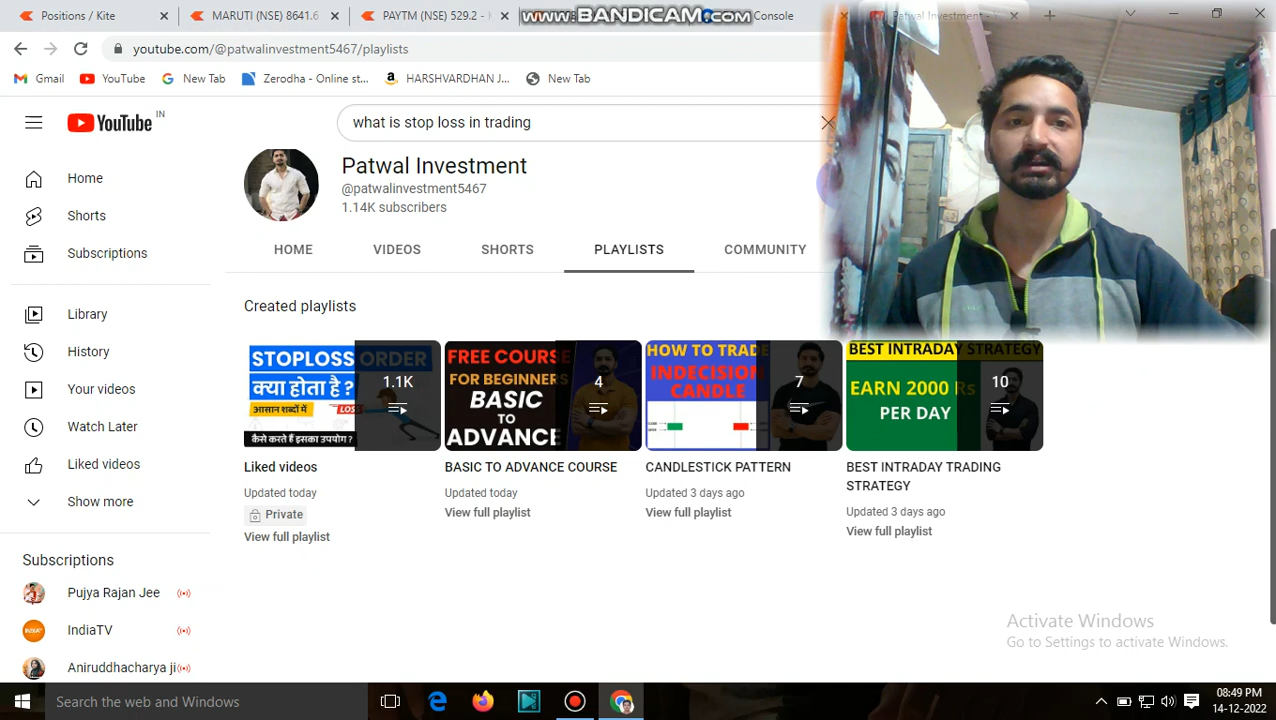 Positions / Kite
MARUTI (NSE) 8641.6
PAYTM (NSE) 529.2 -
WWW.BANDICAM.COM
Console
Patwal Investment -
youtube.com/@patwalinvestment5467/playlists
Gmail
YouTube
New Tab
Zerodha - Online st...
HARSHVARDHAN J...
New Tab
YouTube IN
what is stop loss in trading
Patwal Investment
@patwalinvestment5467
1.14K subscribers
HOME
VIDEOS
SHORTS
PLAYLISTS
COMMUNITY
Home
Shorts
Subscriptions
Library
History
Your videos
Watch Later
Liked videos
Show more
Subscriptions
Pujya Rajan Jee
IndiaTV
Aniruddhacharya ji
Created playlists
STOPLOSS ORDER
क्या होता है ?
आसान शब्दों में
LOSS
कैसे करते हैं इसका उपयोग ?
1.1K
Liked videos
Updated today
Private
View full playlist
FREE COURSE
FOR BEGINNERS
BASIC
TO
ADVANCE
4
BASIC TO ADVANCE COURSE
Updated today
View full playlist
HOW TO TRADE
INDECISION
CANDLE
7
CANDLESTICK PATTERN
Updated 3 days ago
View full playlist
BEST INTRADAY STRATEGY
EARN 2000 Rs
PER DAY
10
BEST INTRADAY TRADING
STRATEGY
Updated 3 days ago
View full playlist
Activate Windows
Go to Settings to activate Windows.
Search the web and Windows
08:49 PM
14-12-2022